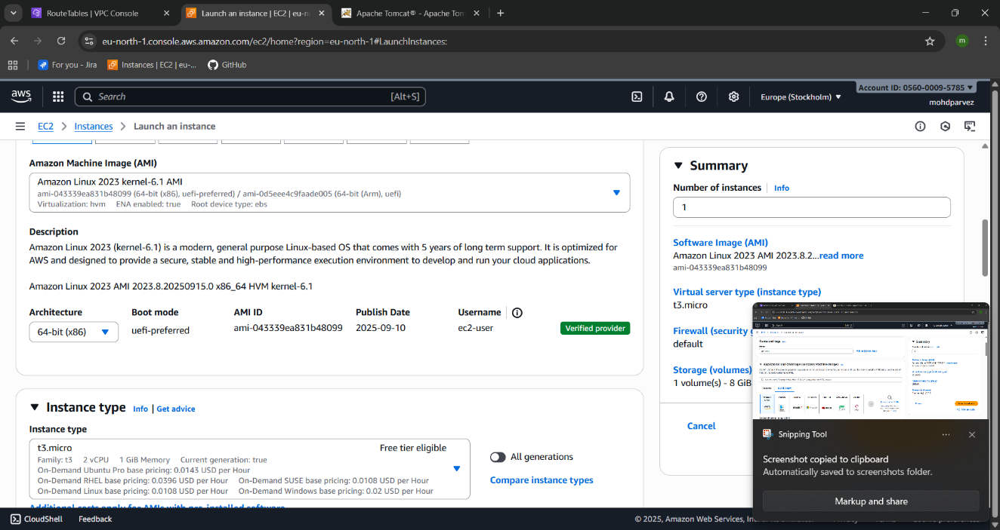 RouteTables | VPC Console
Launch an instance | EC2 | eu-n
Apache Tomcat® - Apache Tom
eu-north-1.console.aws.amazon.com/ec2/home?region=eu-north-1#LaunchInstances:
m
For you - Jira
Instances | EC2 | eu-...
GitHub
aws
Search
[Alt+S]
Europe (Stockholm) ▼
Account ID: 0560-0009-5785 ▼
mohdparvez
EC2 > Instances > Launch an instance
Amazon Machine Image (AMI)
Amazon Linux 2023 kernel-6.1 AMI
ami-043339ea831b48099 (64-bit (x86), uefi-preferred) / ami-0d5eee4c9faade005 (64-bit (Arm), uefi)
Virtualization: hvm ENA enabled: true Root device type: ebs
Description
Amazon Linux 2023 (kernel-6.1) is a modern, general purpose Linux-based OS that comes with 5 years of long term support. It is optimized for
AWS and designed to provide a secure, stable and high-performance execution environment to develop and run your cloud applications.
Amazon Linux 2023 AMI 2023.8.20250915.0 x86_64 HVM kernel-6.1
Architecture Boot mode AMI ID Publish Date Username
64-bit (x86) uefi-preferred ami-043339ea831b48099 2025-09-10 ec2-user Verified provider
Instance type Info | Get advice
Instance type
t3.micro Free tier eligible
Family: t3 2 vCPU 1 GiB Memory Current generation: true
On-Demand Ubuntu Pro base pricing: 0.0143 USD per Hour
On-Demand RHEL base pricing: 0.0396 USD per Hour On-Demand SUSE base pricing: 0.0108 USD per Hour
On-Demand Linux base pricing: 0.0108 USD per Hour On-Demand Windows base pricing: 0.02 USD per Hour
All generations
Compare instance types
Additional costs apply for AMIs with pre-installed software
Summary
Number of instances Info
1
Software Image (AMI)
Amazon Linux 2023 AMI 2023.8.2...read more
ami-043339ea831b48099
Virtual server type (instance type)
t3.micro
Firewall (security g
default
Storage (volumes)
1 volume(s) - 8 GiB
Cancel
Snipping Tool
Screenshot copied to clipboard
Automatically saved to screenshots folder.
Markup and share
CloudShell Feedback
© 2025, Amazon Web Services, Inc.